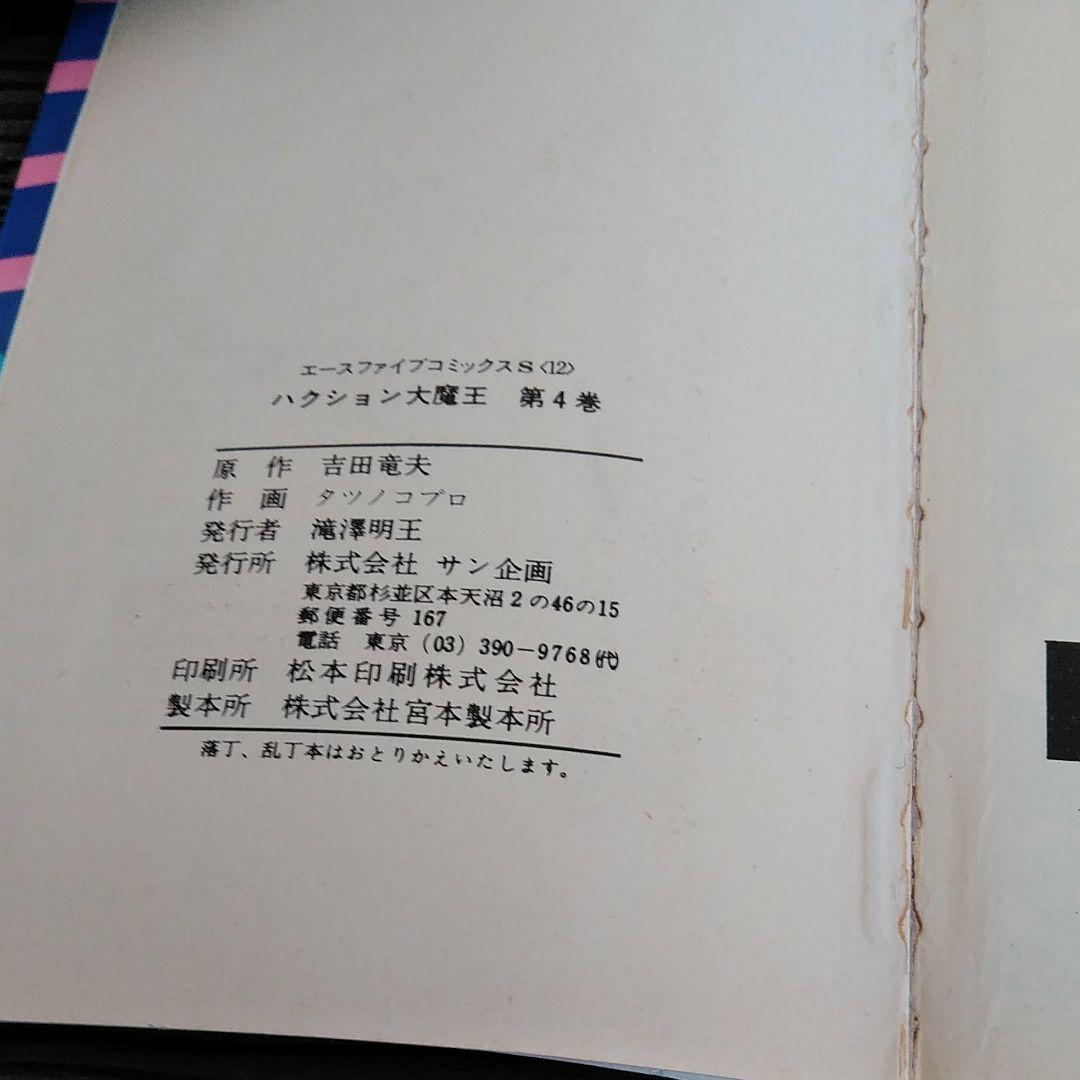 エースファイブコミックスS〈12〉
ハクション大魔王　第4巻
原　作　吉田竜夫
作　画　タツノコプロ
発行者　滝澤明王
発行所　株式会社 サン企画
東京都杉並区本天沼2の46の15
郵便番号 167
電話　東京 (03) 390－9768㈹
印刷所　松本印刷株式会社
製本所　株式会社宮本製本所
落丁、乱丁本はおとりかえいたします。